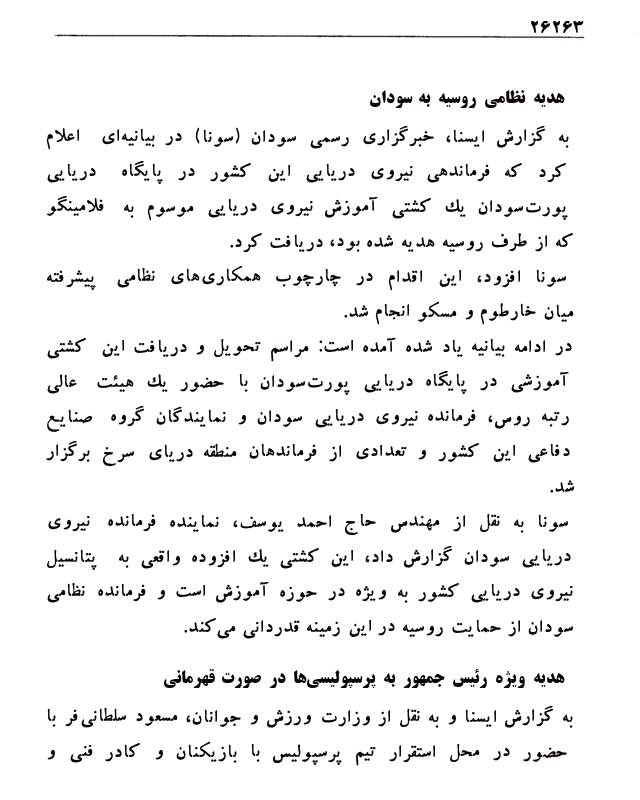 ۲۶۲۶۳
هدیه نظامی روسیه به سودان
به گزارش ایسنا، خبرگزاری رسمی سودان (سونا) در بیانیه‌ای اعلام
کرد که فرماندهی نیروی دریایی این کشور در پایگاه دریایی
پورت‌سودان یك کشتی آموزش نیروی دریایی موسوم به فلامینگو
که از طرف روسیه هدیه شده بود، دریافت کرد.
سونا افزود، این اقدام در چارچوب همکاری‌های نظامی پیشرفته
میان خارطوم و مسکو انجام شد.
در ادامه بیانیه یاد شده آمده است: مراسم تحویل و دریافت این کشتی
آموزشی در پایگاه دریایی پورت‌سودان با حضور یك هیئت عالی
رتبه روس، فرمانده نیروی دریایی سودان و نمایندگان گروه صنایع
دفاعی این کشور و تعدادی از فرماندهان منطقه دریای سرخ برگزار
شد.
سونا به نقل از مهندس حاج احمد یوسف، نماینده فرمانده نیروی
دریایی سودان گزارش داد، این کشتی یك افزوده واقعی به پتانسیل
نیروی دریایی کشور به ویژه در حوزه آموزش است و فرمانده نظامی
سودان از حمایت روسیه در این زمینه قدردانی می‌کند.
هدیه ویژه رئیس جمهور به پرسپولیسی‌ها در صورت قهرمانی
به گزارش ایسنا و به نقل از وزارت ورزش و جوانان، مسعود سلطانی‌فر با
حضور در محل استقرار تیم پرسپولیس با بازیکنان و کادر فنی و